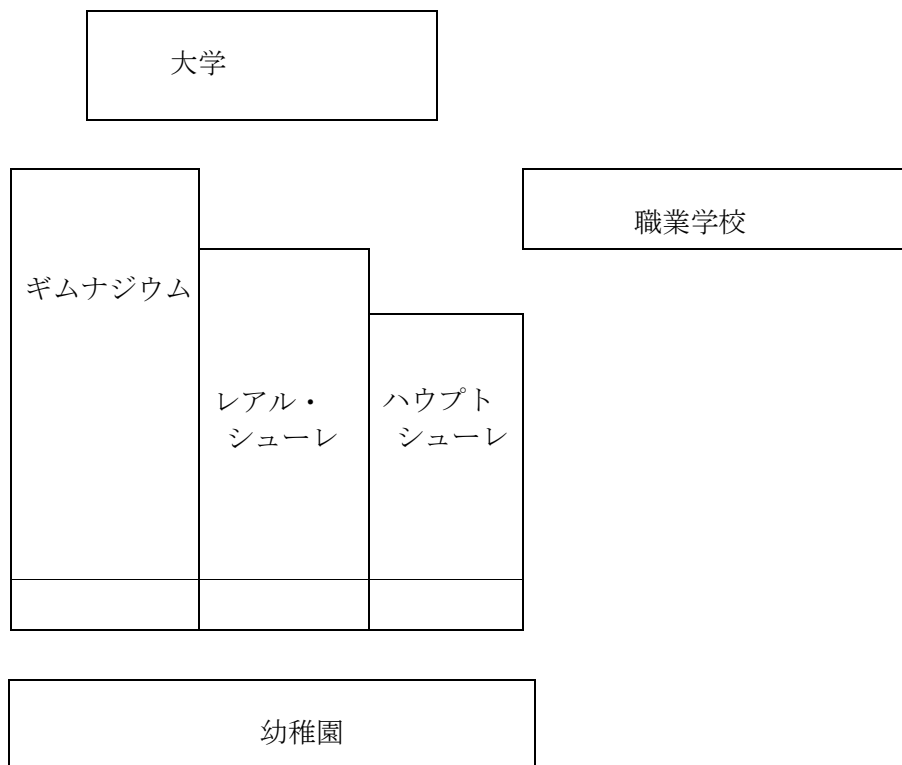 大学
職業学校
ギムナジウム
レアル・
シューレ
ハウプト
シューレ
幼稚園